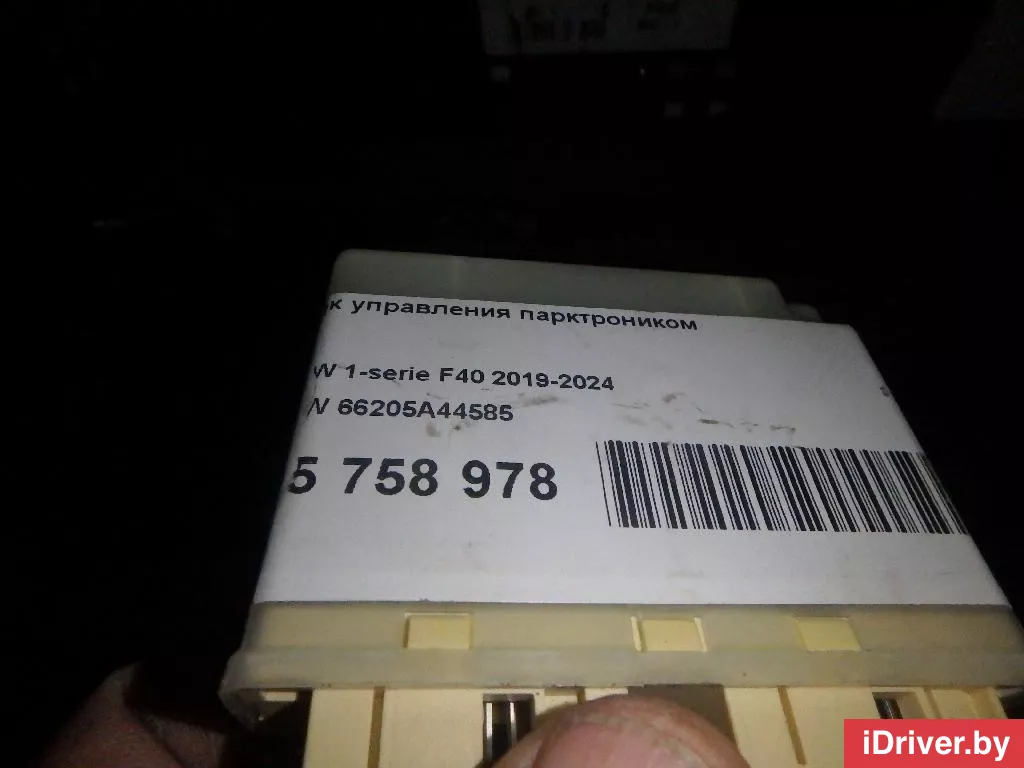 к управления парктроником
W 1-serie F40 2019-2024
W 66205A44585
5 758 978
iDriver.by